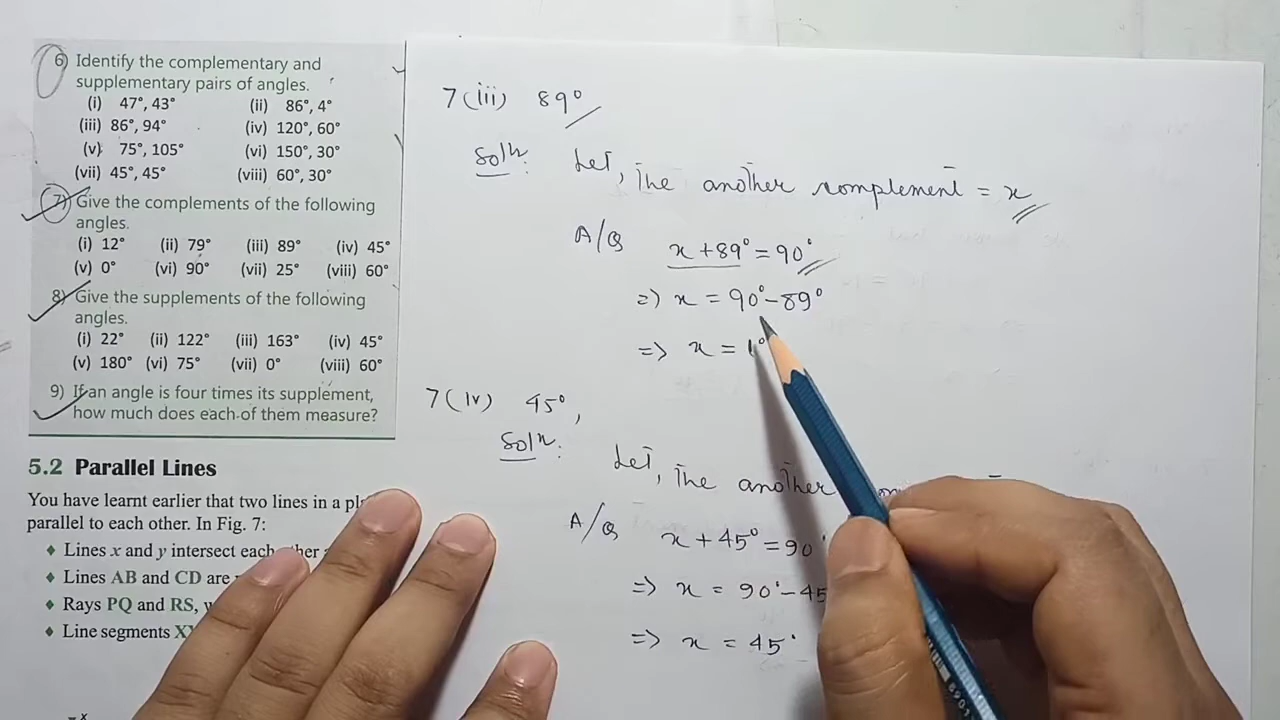 6) Identify the complementary and
supplementary pairs of angles.
(i) 47°, 43° (ii) 86°, 4°
(iii) 86°, 94° (iv) 120°, 60°
(v) 75°, 105° (vi) 150°, 30°
(vii) 45°, 45° (viii) 60°, 30°
7) Give the complements of the following
angles.
(i) 12° (ii) 79° (iii) 89° (iv) 45°
(v) 0° (vi) 90° (vii) 25° (viii) 60°
8) Give the supplements of the following
angles.
(i) 22° (ii) 122° (iii) 163° (iv) 45°
(v) 180° (vi) 75° (vii) 0° (viii) 60°
9) If an angle is four times its supplement,
how much does each of them measure?
5.2 Parallel Lines
You have learnt earlier that two lines in a
parallel to each other. In Fig. 7:
♦ Lines x and y intersect each
♦ Lines AB and CD are
♦ Rays PQ and RS,
♦ Line segments
x
7(iii) 89°
Solⁿ: Let, The another complement = x
A/Q x + 89° = 90°
=> x = 90° - 89°
=> x = 1°
7(iv) 45°,
Solⁿ: Let, The another
A/Q x + 45° = 90°
=> x = 90° - 45
=> x = 45°